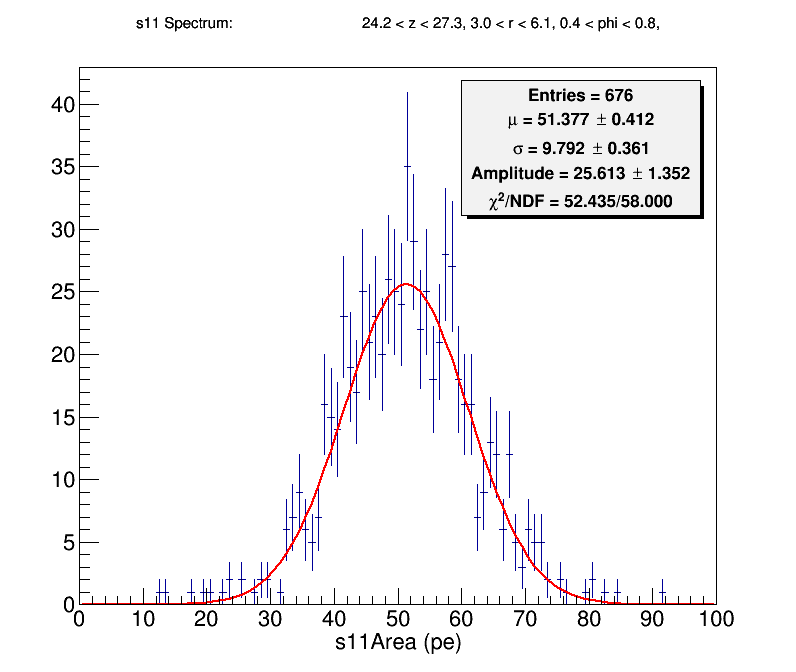 s11 Spectrum: 24.2 < z < 27.3, 3.0 < r < 6.1, 0.4 < phi < 0.8,
Entries = 676
μ = 51.377 ± 0.412
σ = 9.792 ± 0.361
Amplitude = 25.613 ± 1.352
χ²/NDF = 52.435/58.000
40
35
30
25
20
15
10
5
0
0 10 20 30 40 50 60 70 80 90 100
s11Area (pe)